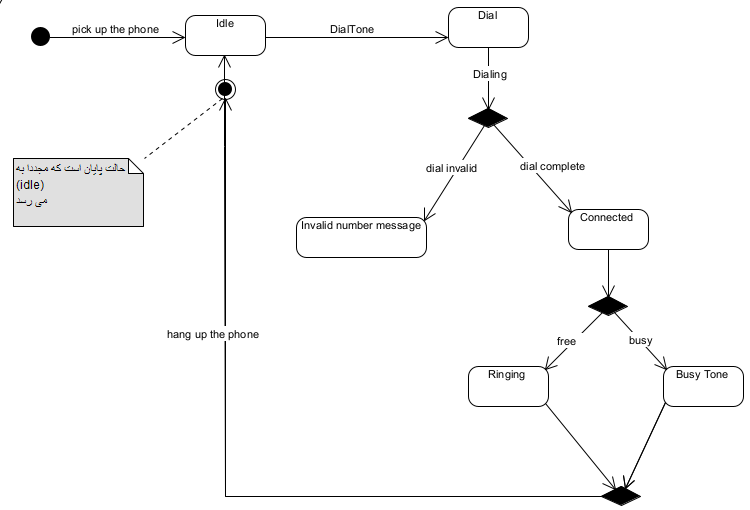 Idle
Dial
pick up the phone
DialTone
Dialing
حالت پایان است که مجددا به
(idle)
می رسد
dial invalid
dial complete
Invalid number message
Connected
hang up the phone
free
busy
Ringing
Busy Tone